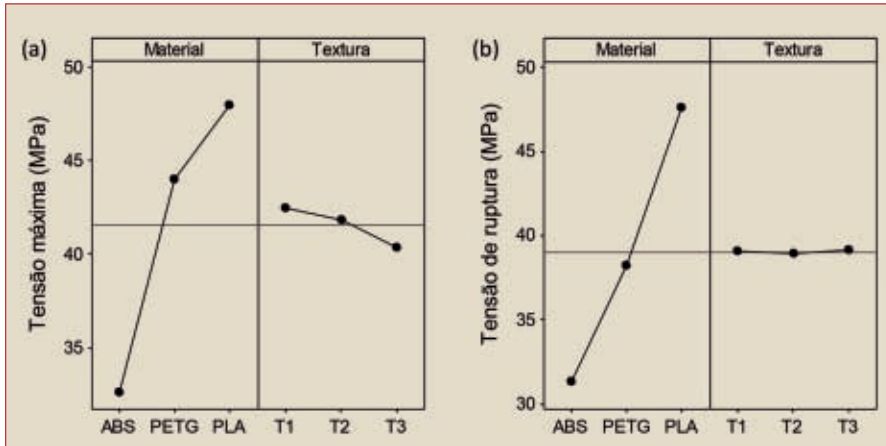 (a)
Material Textura
Tensão máxima (MPa)
50
45
40
35
ABS PETG PLA T1 T2 T3
(b)
Material Textura
Tensão de ruptura (MPa)
50
45
40
35
30
ABS PETG PLA T1 T2 T3